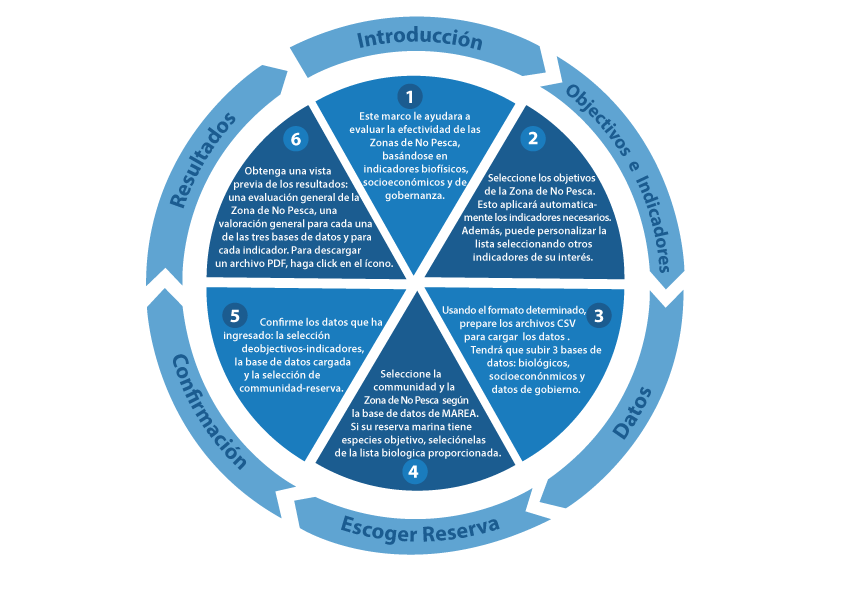 Introducción
1
Este marco le ayudara a
evaluar la efectividad de las
Zonas de No Pesca,
basándose en
indicadores biofísicos,
socioeconómicos y de
gobernanza.
Objectivos e Indicadores
2
Seleccione los objetivos
de la Zona de No Pesca.
Esto aplicará automatica-
mente los indicadores necesarios.
Además, puede personalizar la
lista seleccionando otros
indicadores de su interés.
Datos
3
Usando el formato determinado,
prepare los archivos CSV
para cargar los datos .
Tendrá que subir 3 bases de
datos: biológicos,
socioeconónmicos y
datos de gobierno.
Escoger Reserva
Seleccione la
communidad y la
Zona de No Pesca según
la base de datos de MAREA.
Si su reserva marina tiene
especies objetivo, seleciónelas
de la lista biologica proporcionada.
4
Confirmación
5
Confirme los datos que ha
ingresado: la selección
deobjectivos-indicadores,
la base de datos cargada
y la selección de
communidad-reserva.
Resultados
6
Obtenga una vista
previa de los resultados:
una evaluación general de la
Zona de No Pesca, una
valoración general para cada una
de las tres bases de datos y para
cada indicador. Para descargar
un archivo PDF, haga click en el ícono.